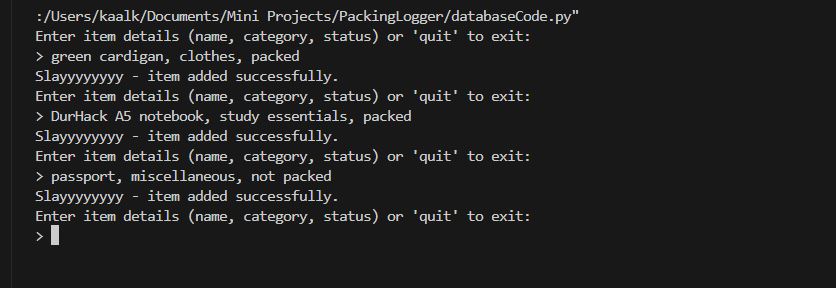 :/Users/kaalk/Documents/Mini Projects/PackingLogger/databaseCode.py"
Enter item details (name, category, status) or 'quit' to exit:
> green cardigan, clothes, packed
Slayyyyyyyy - item added successfully.
Enter item details (name, category, status) or 'quit' to exit:
> DurHack A5 notebook, study essentials, packed
Slayyyyyyyy - item added successfully.
Enter item details (name, category, status) or 'quit' to exit:
> passport, miscellaneous, not packed
Slayyyyyyyy - item added successfully.
Enter item details (name, category, status) or 'quit' to exit:
>